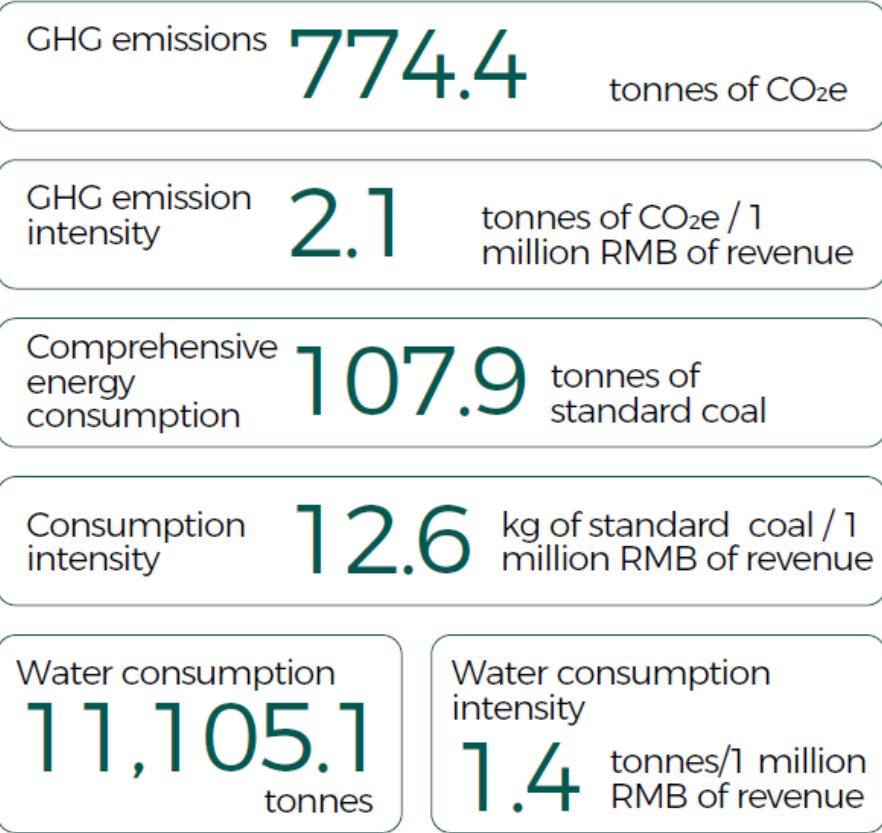 GHG emissions 774.4 tonnes of CO₂e
GHG emission
intensity
2.1
tonnes of CO₂e / 1
million RMB of revenue
Comprehensive
energy
consumption
107.9
tonnes of
standard coal
Consumption
intensity
12.6
kg of standard coal / 1
million RMB of revenue
Water consumption
11,105.1
tonnes
Water consumption
intensity
1.4
tonnes/1 million
RMB of revenue